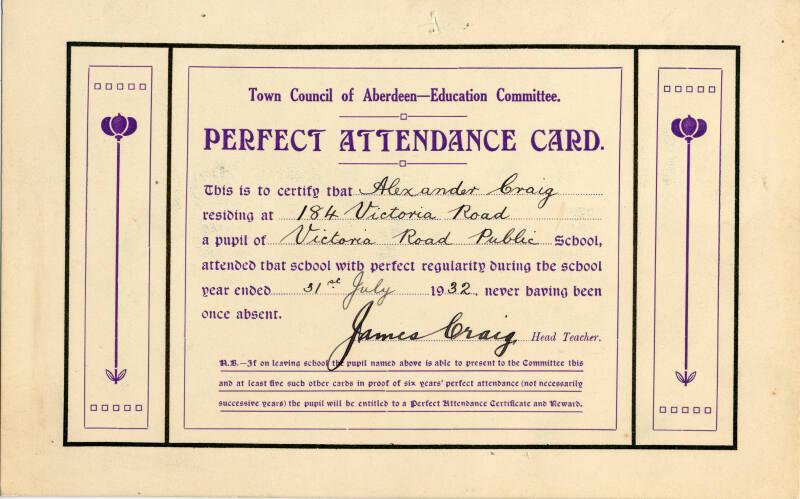 Town Council of Aberdeen—Education Committee.
PERFECT ATTENDANCE CARD.
This is to certify that Alexander Craig
residing at 184 Victoria Road
a pupil of Victoria Road Public School,
attended that school with perfect regularity during the school
year ended 31st July 1932, never having been
once absent.
James Craig Head Teacher.
N.B.—If on leaving school the pupil named above is able to present to the Committee this
and at least five such other cards in proof of six years' perfect attendance (not necessarily
successive years) the pupil will be entitled to a Perfect Attendance Certificate and Reward.